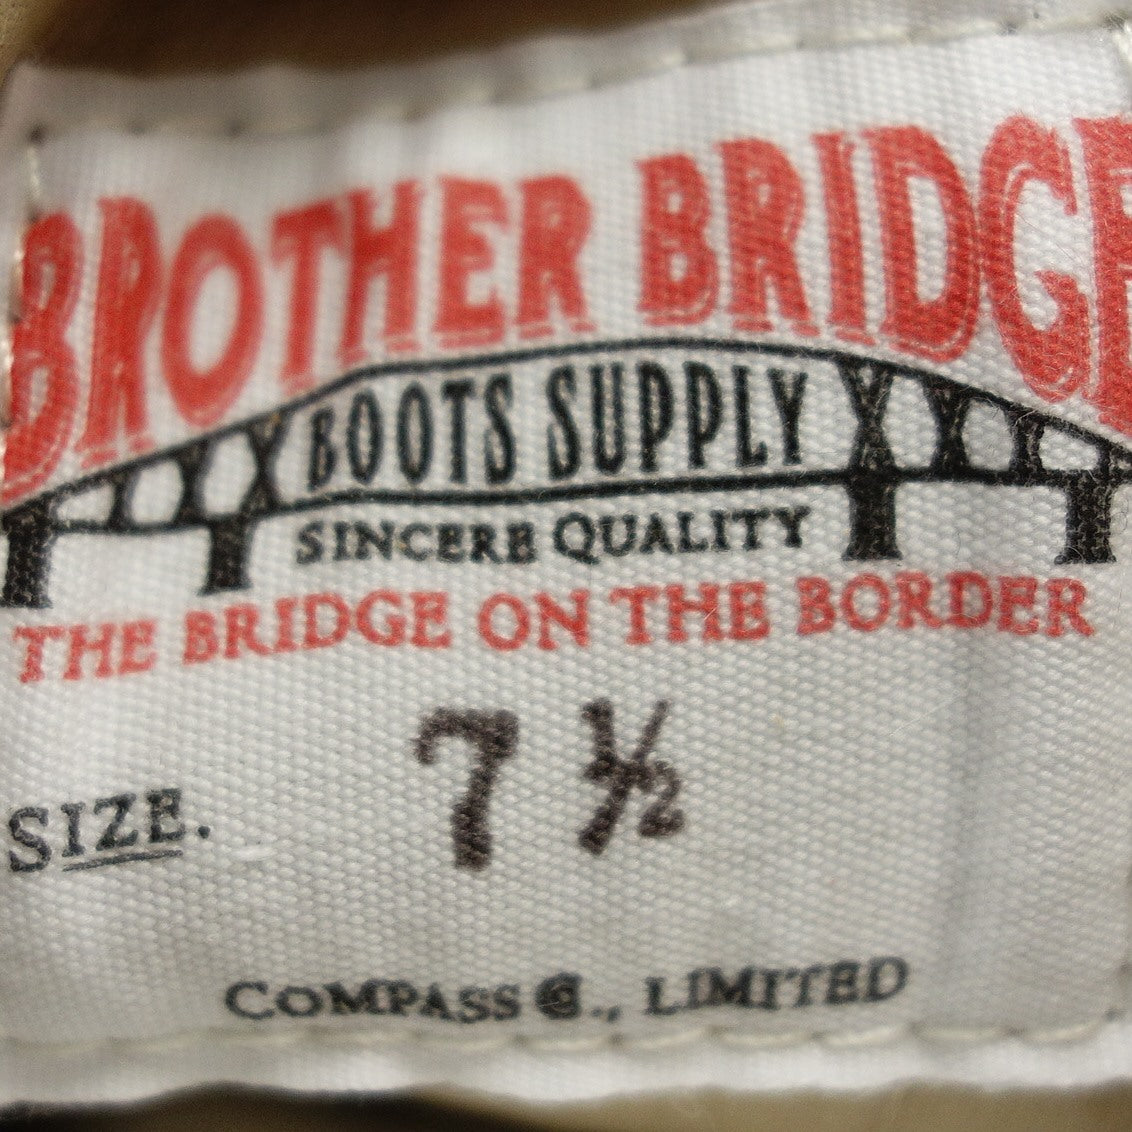 BROTHER BRIDGE
BOOTS SUPPLY
SINCERE QUALITY
THE BRIDGE ON THE BORDER
SIZE. 7 ½
COMPASS Co., LIMITED